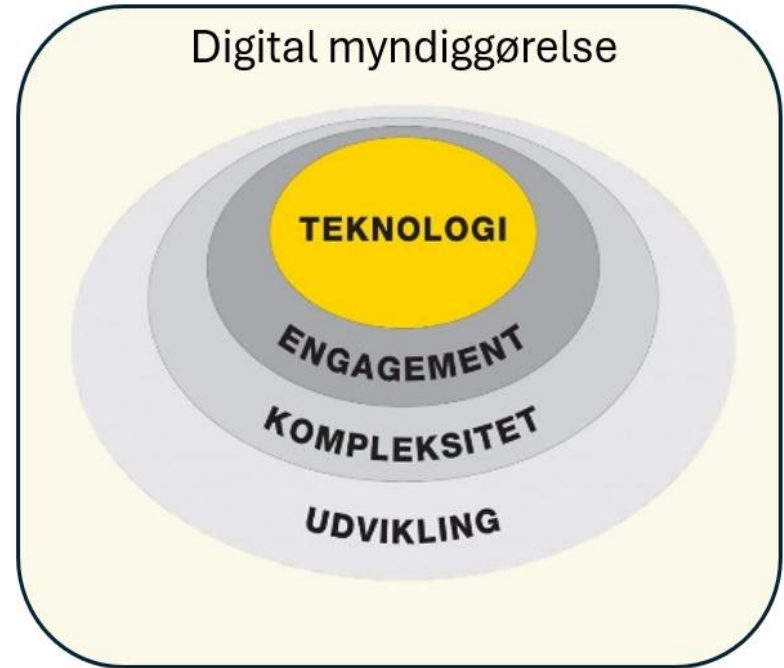 Digital myndiggørelse
TEKNOLOGI
ENGAGEMENT
KOMPLEKSITET
UDVIKLING